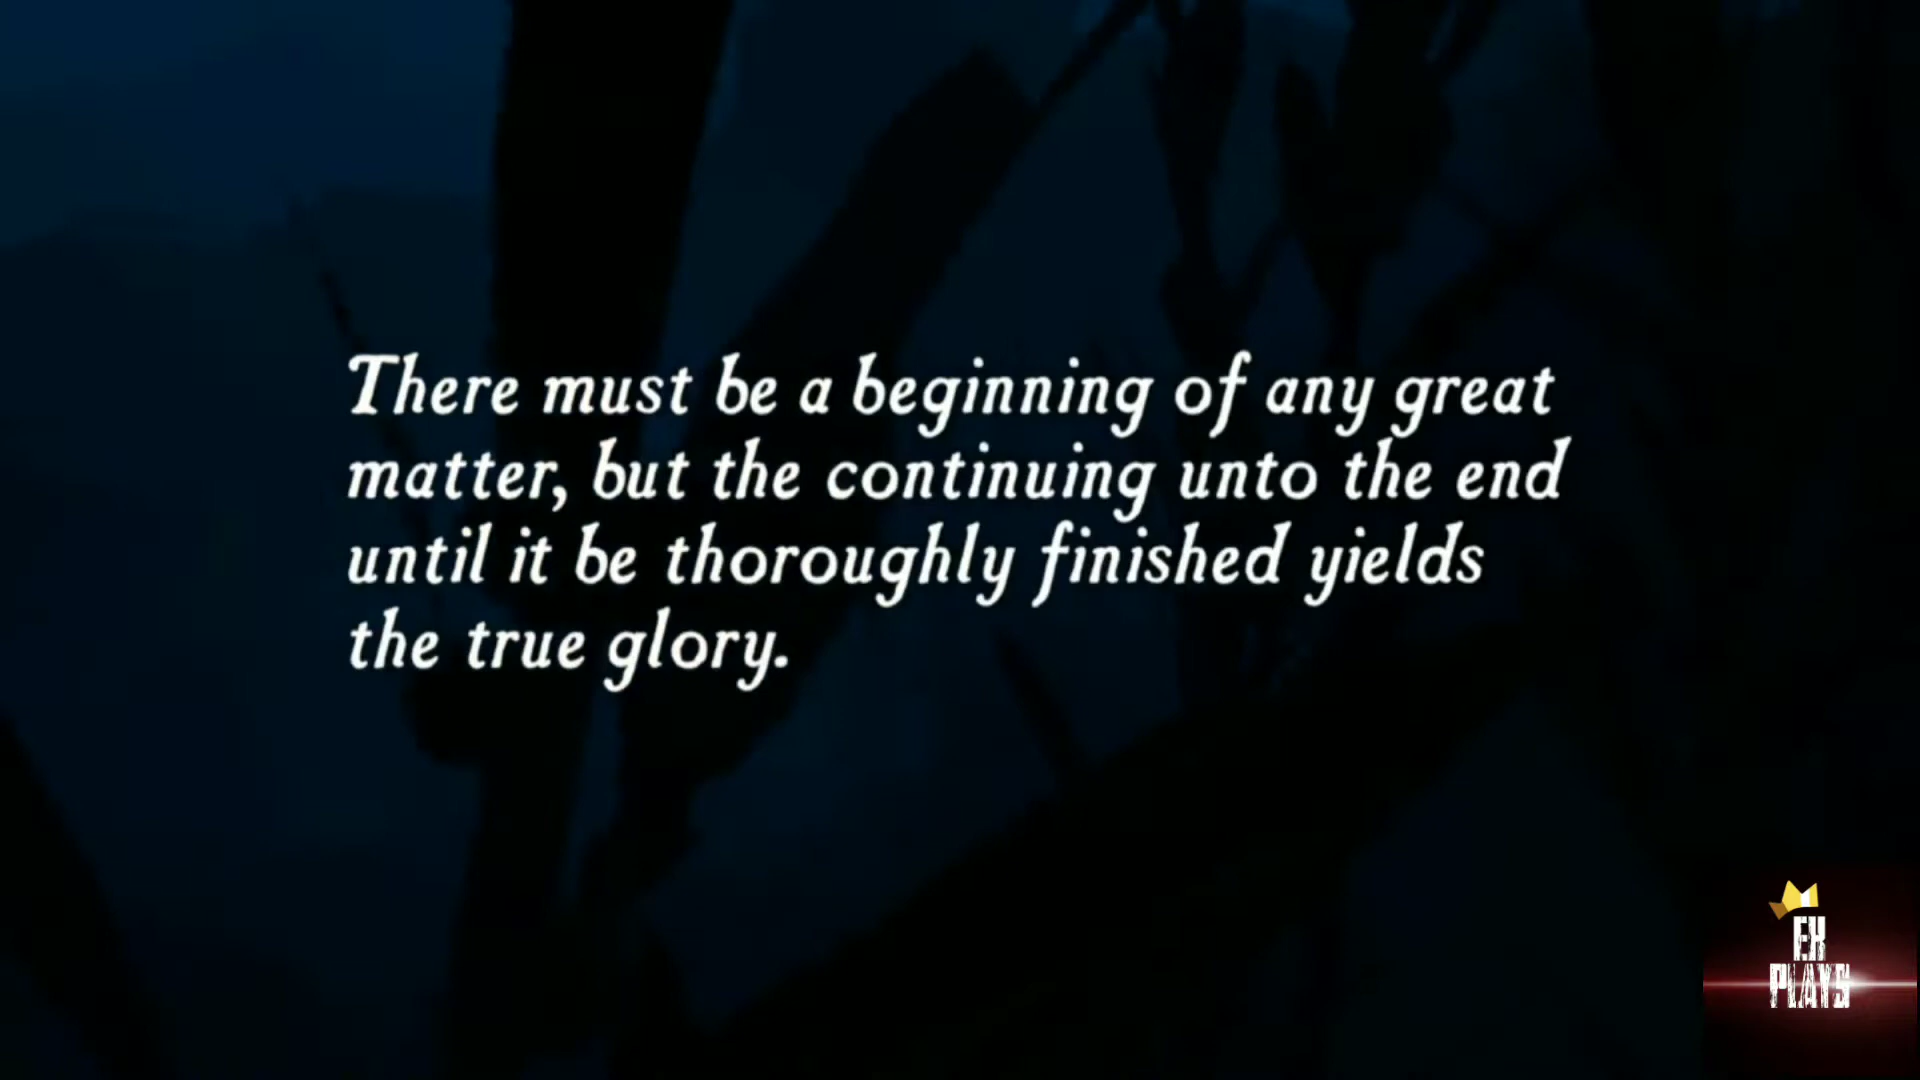 There must be a beginning of any great
matter, but the continuing unto the end
until it be thoroughly finished yields
the true glory.
EK
PLAYS